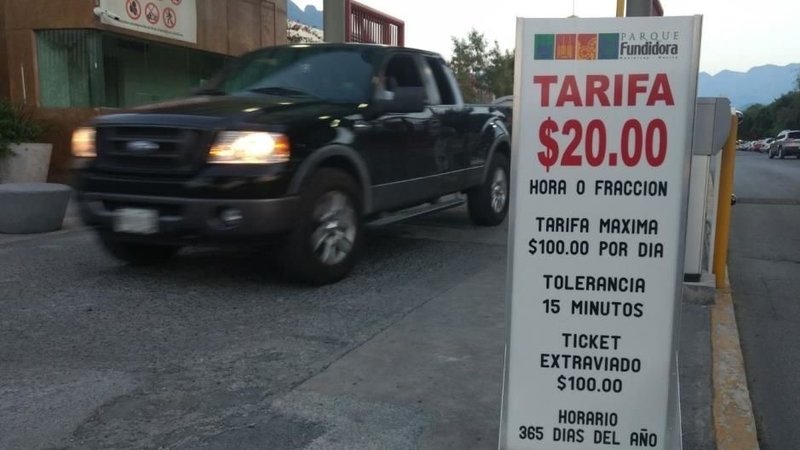 PARQUE
Fundidora
TARIFA
$20.00
HORA O FRACCION
TARIFA MAXIMA
$100.00 POR DIA
TOLERANCIA
15 MINUTOS
TICKET
EXTRAVIADO
$100.00
HORARIO
365 DIAS DEL AÑO
Ford